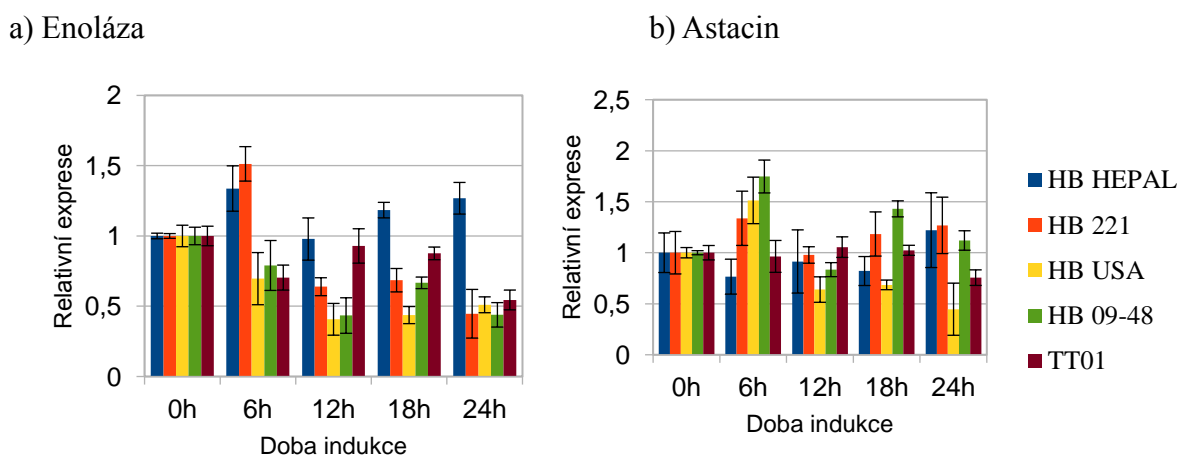 a) Enoláza
b) Astacin
Relativní exprese
2
1,5
1
0,5
0
0h 6h 12h 18h 24h
Doba indukce
Relativní exprese
2,5
2
1,5
1
0,5
0
0h 6h 12h 18h 24h
Doba indukce
HB HEPAL
HB 221
HB USA
HB 09-48
TT01